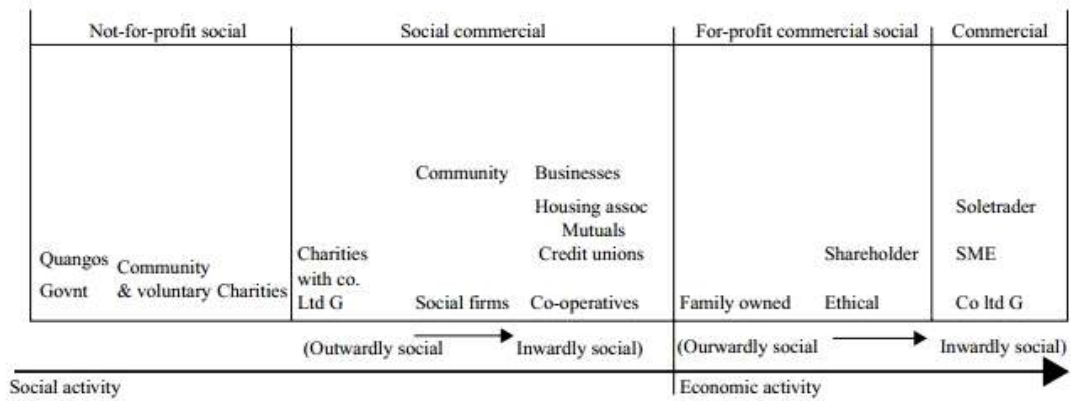 Not-for-profit social Social commercial For-profit commercial social Commercial
Community Businesses
Housing assoc Soletrader
Mutuals
Quangos Community Charities Credit unions Shareholder SME
with co.
Govnt & voluntary Charities Ltd G Social firms Co-operatives Family owned Ethical Co ltd G
(Outwardly social Inwardly social) (Ourwardly social Inwardly social)
Social activity Economic activity